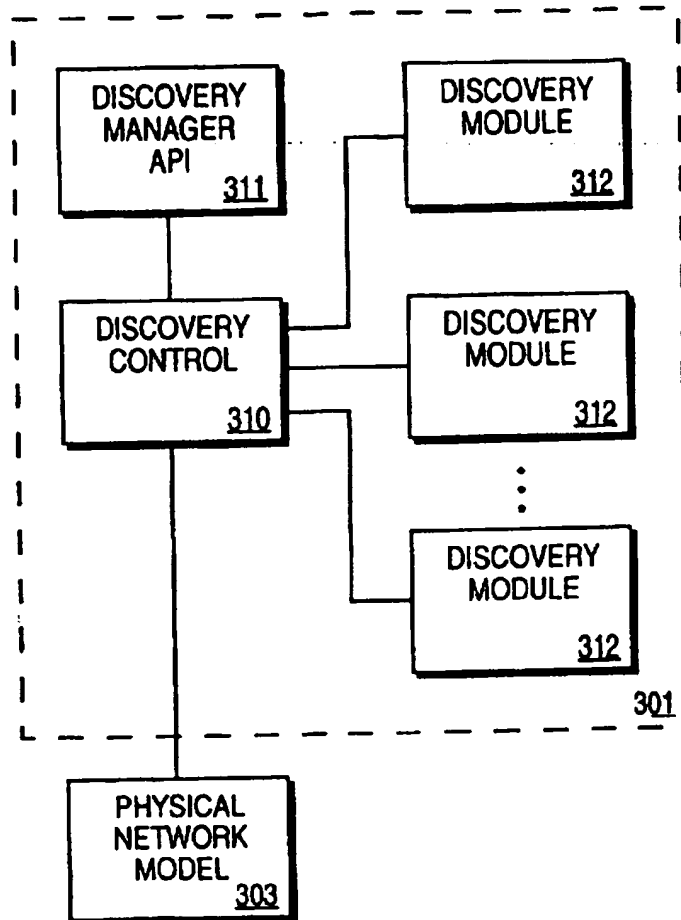 DISCOVERY
MANAGER
API
311
DISCOVERY
MODULE
312
DISCOVERY
CONTROL
310
DISCOVERY
MODULE
312
DISCOVERY
MODULE
312
301
PHYSICAL
NETWORK
MODEL
303